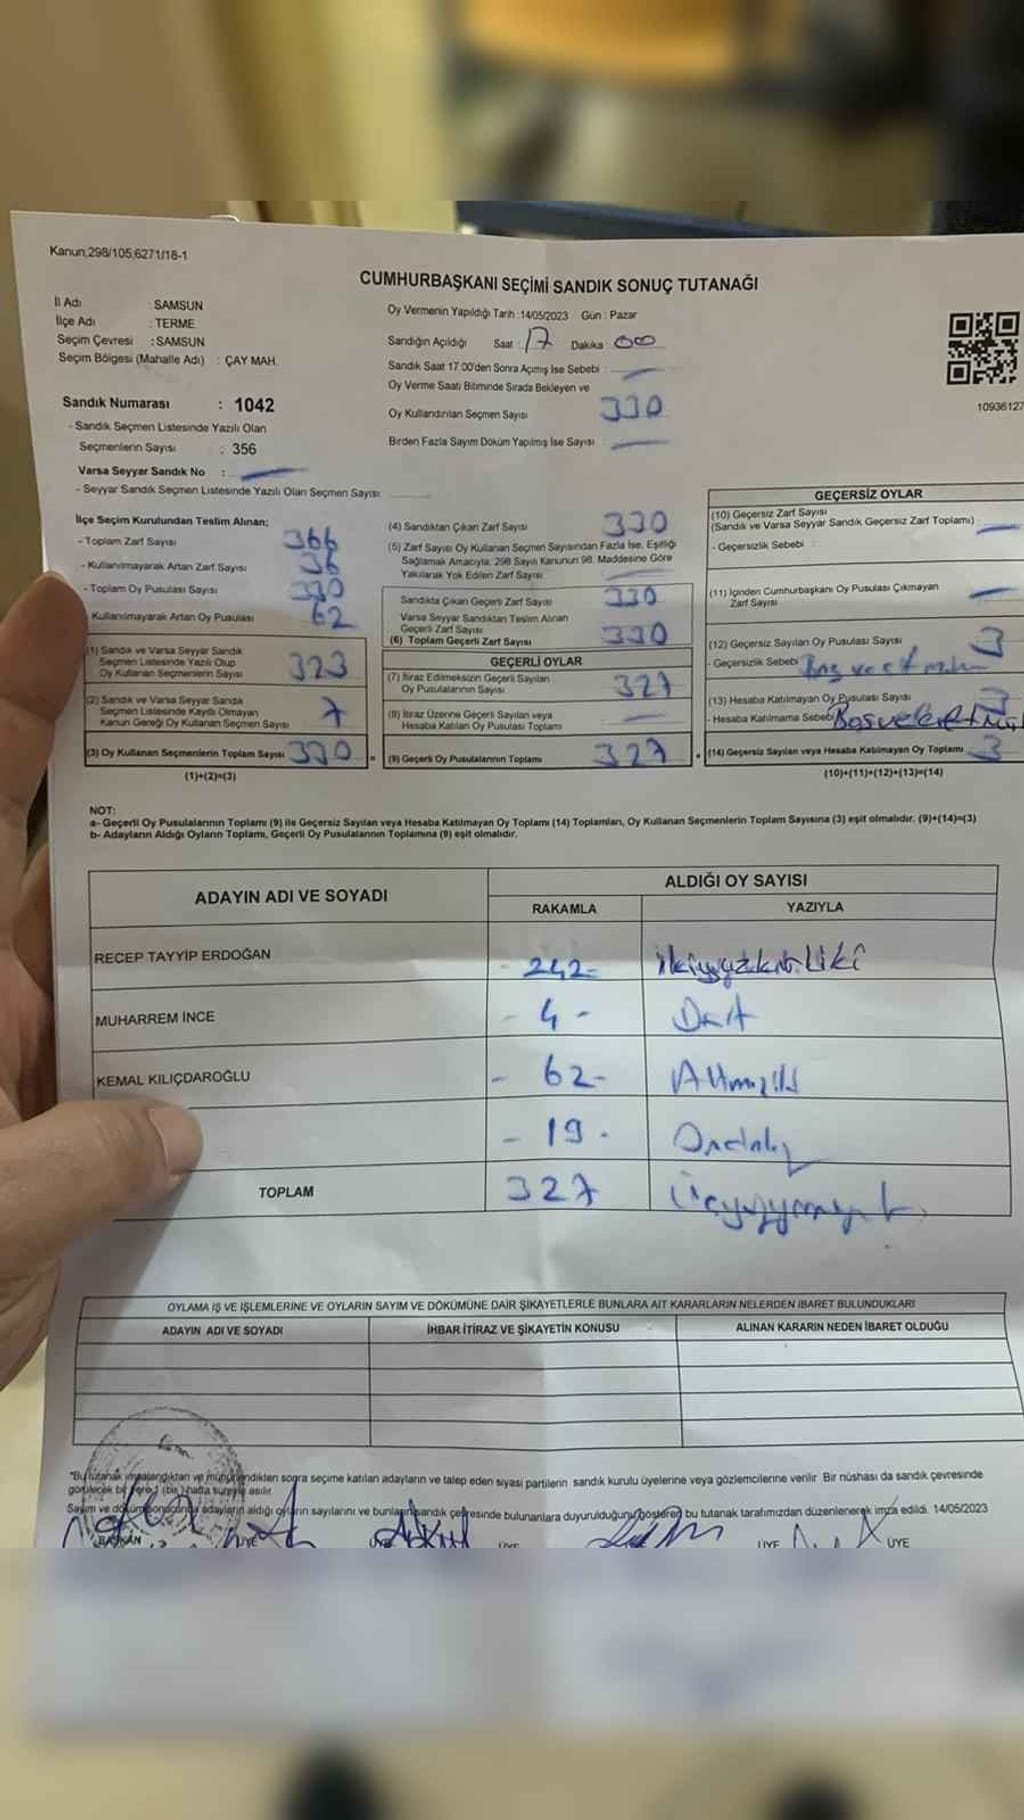 Kanun;298/105;6271/18-1
CUMHURBAŞKANI SEÇİMİ SANDIK SONUÇ TUTANAĞI
İl Adı : SAMSUN
İlçe Adı : TERME
Seçim Çevresi : SAMSUN
Seçim Bölgesi (Mahalle Adı) : ÇAY MAH.
Oy Vermenin Yapıldığı Tarih :14/05/2023 Gün : Pazar
Sandığın Açıldığı Saat : 17 Dakika : 00
Sandık Saat 17:00'den Sonra Açmış İse Sebebi :
Oy Verme Saati Bitiminde Sırada Bekleyen ve
Oy Kullandırılan Seçmen Sayısı 330
Birden Fazla Sayım Döküm Yapılmış İse Sayısı :
10936127
Sandık Numarası : 1042
- Sandık Seçmen Listesinde Yazılı Olan
Seçmenlerin Sayısı : 356
Varsa Seyyar Sandık No :
- Seyyar Sandık Seçmen Listesinde Yazılı Olan Seçmen Sayısı:
İlçe Seçim Kurulundan Teslim Alınan;
- Toplam Zarf Sayısı 366
- Kullanılmayarak Artan Zarf Sayısı 36
- Toplam Oy Pusulası Sayısı
Kullanılmayarak Artan Oy Pusulası 62
(1) Sandık ve Varsa Seyyar Sandık
Seçmen Listesinde Yazılı Olup
Oy Kullanan Seçmenlerin Sayısı 323
(2) Sandık ve Varsa Seyyar Sandık
Seçmen Listesinde Kaydı Olmayan
Kanun Gereği Oy Kullanan Seçmen Sayısı 7
(3) Oy Kullanan Seçmenlerin Toplam Sayısı 330
(1)+(2)=(3)
(4) Sandıktan Çıkan Zarf Sayısı 330
(5) Zarf Sayısı Oy Kullanan Seçmen Sayısından Fazla İse, Eşitliği
Sağlamak Amacıyla; 298 Sayılı Kanunun 98. Maddesine Göre
Yakılarak Yok Edilen Zarf Sayısı
Sandıkta Çıkan Geçerli Zarf Sayısı 330
Varsa Seyyar Sandıktan Teslim Alınan
Geçerli Zarf Sayısı
(6) Toplam Geçerli Zarf Sayısı 330
GEÇERLİ OYLAR
(7) İtiraz Edilmeksizin Geçerli Sayılan
Oy Pusulalarının Sayısı 327
(8) İtiraz Üzerine Geçerli Sayılan veya
Hesaba Katılan Oy Pusulası Toplamı
(9) Geçerli Oy Pusulalarının Toplamı 327
GEÇERSİZ OYLAR
(10) Geçersiz Zarf Sayısı
(Sandık ve Varsa Seyyar Sandık Geçersiz Zarf Toplamı)
- Geçersizlik Sebebi :
(11) İçinden Cumhurbaşkanı Oy Pusulası Çıkmayan
Zarf Sayısı
(12) Geçersiz Sayılan Oy Pusulası Sayısı 3
- Geçersizlik Sebebi
(13) Hesaba Katılmayan Oy Pusulası Sayısı
- Hesaba Katılmama Sebebi
(14) Geçersiz Sayılan veya Hesaba Katılmayan Oy Toplamı 3
(10)+(11)+(12)+(13)=(14)
NOT:
a- Geçerli Oy Pusulalarının Toplamı (9) ile Geçersiz Sayılan veya Hesaba Katılmayan Oy Toplamı (14) Toplamları, Oy Kullanan Seçmenlerin Toplam Sayısına (3) eşit olmalıdır. (9)+(14)=(3)
b- Adayların Aldığı Oyların Toplamı, Geçerli Oy Pusulalarının Toplamına (9) eşit olmalıdır.
ADAYIN ADI VE SOYADI
ALDIĞI OY SAYISI
RAKAMLA YAZIYLA
RECEP TAYYİP ERDOĞAN - 242 - İkiyüzkırkiki
MUHARREM İNCE - 4 - Dört
KEMAL KILIÇDAROĞLU - 62 - Altmışiki
- 19 - Ondokuz
TOPLAM 327 Üçyüzyirmiyedi
OYLAMA İŞ VE İŞLEMLERİNE VE OYLARIN SAYIM VE DÖKÜMÜNE DAİR ŞİKAYETLERLE BUNLARA AİT KARARLARIN NELERDEN İBARET BULUNDUKLARI
ADAYIN ADI VE SOYADI İHBAR İTİRAZ VE ŞİKAYETİN KONUSU ALINAN KARARIN NEDEN İBARET OLDUĞU
"Bu tutanak imzalandıktan ve mühürlendikten sonra seçime katılan adayların ve talep eden siyasi partilerin sandık kurulu üyelerine veya gözlemcilerine verilir. Bir nüshası da sandık çevresinde
görülecek bir yere 1 (bir) hafta süreyle asılır.
Sayım ve dökümü sonucunda adayların aldığı oyların sayılarını ve bunların sandık çevresinde bulunanlara duyurulduğunu gösteren bu tutanak tarafımızdan düzenlenerek imza edildi. 14/05/2023
BAŞKAN ÜYE ÜYE ÜYE ÜYE